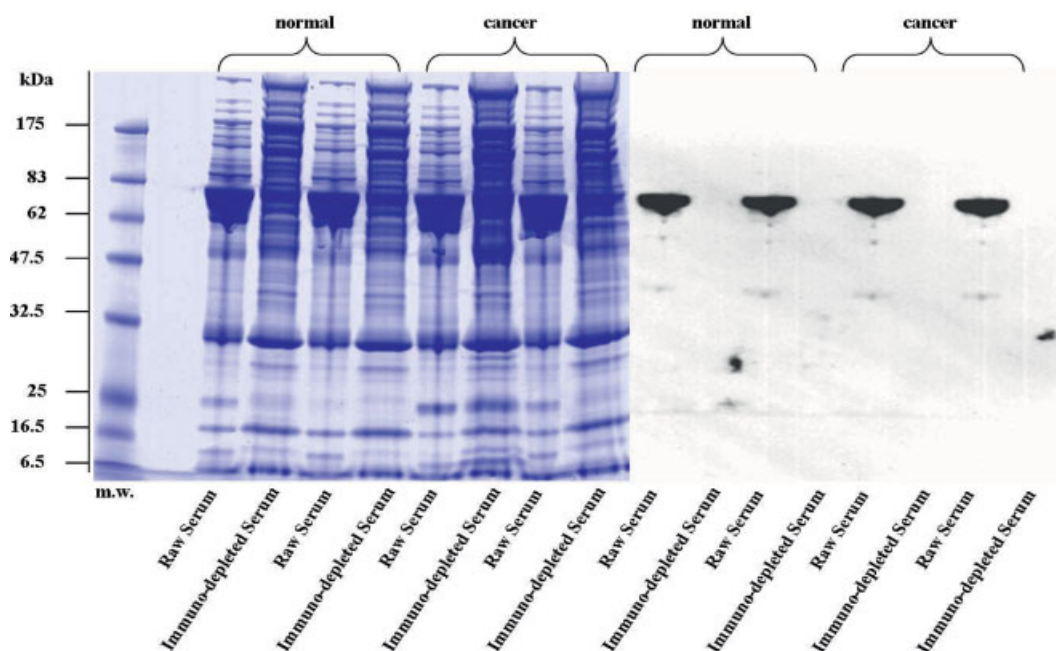 normal cancer normal cancer
kDa
175
83
62
47.5
32.5
25
16.5
6.5
m.w.
Raw Serum
Immuno-depleted Serum
Raw Serum
Immuno-depleted Serum
Raw Serum
Immuno-depleted Serum
Raw Serum
Immuno-depleted Serum
Raw Serum
Immuno-depleted Serum
Raw Serum
Immuno-depleted Serum
Raw Serum
Immuno-depleted Serum
Raw Serum
Immuno-depleted Serum